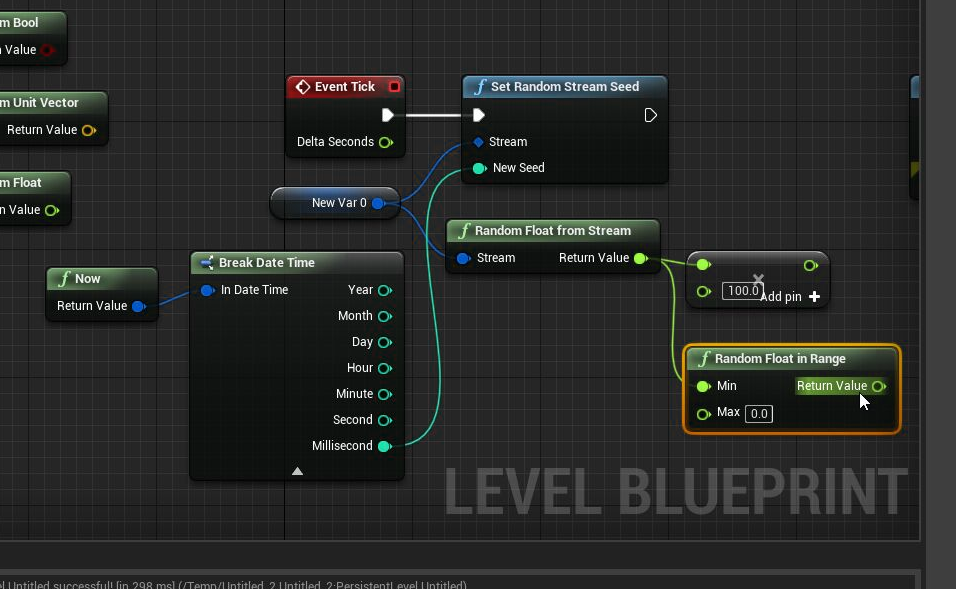 m Bool
Value
m Unit Vector
Return Value
m Float
n Value
Event Tick
Delta Seconds
Set Random Stream Seed
Stream
New Seed
New Var 0
Random Float from Stream
Stream Return Value
Now
Return Value
Break Date Time
In Date Time Year
Month
Day
Hour
Minute
Second
Millisecond
100.0
Add pin
Random Float in Range
Min Return Value
Max 0.0
LEVEL BLUEPRINT
el Untitled successful! [in 298 ms] (/Temp/Untitled_2.Untitled_2:PersistentLevel.Untitled)